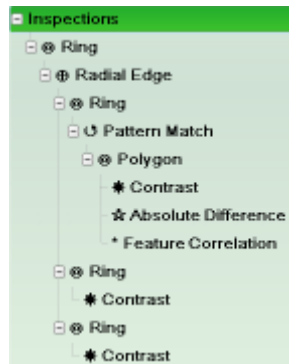 Inspections
Ring
Radial Edge
Ring
Pattern Match
Polygon
Contrast
Absolute Difference
Feature Correlation
Ring
Contrast
Ring
Contrast